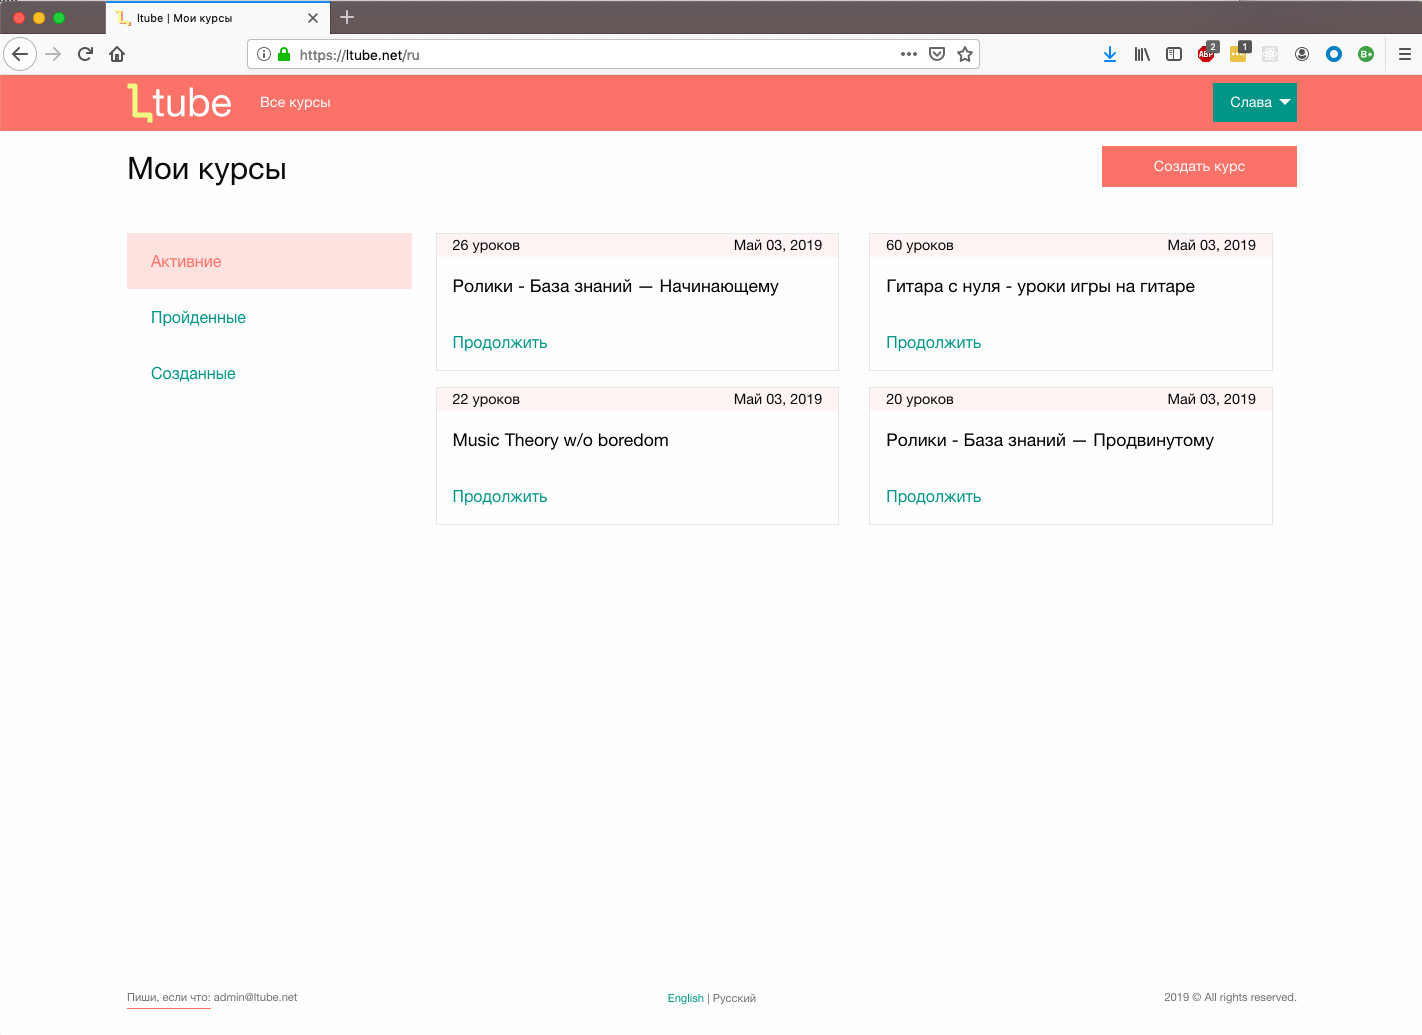 ltube | Мои курсы
https://ltube.net/ru
ABP 2 1 B+
Ltube Все курсы Слава
Мои курсы Создать курс
Активние
Пройденные
Созданные
26 уроков Май 03, 2019
Ролики - База знаний — Начинающему
Продолжить
60 уроков Май 03, 2019
Гитара с нуля - уроки игры на гитаре
Продолжить
22 уроков Май 03, 2019
Music Theory w/o boredom
Продолжить
20 уроков Май 03, 2019
Ролики - База знаний — Продвинутому
Продолжить
Пиши, если что: admin@ltube.net English | Русский 2019 © All rights reserved.